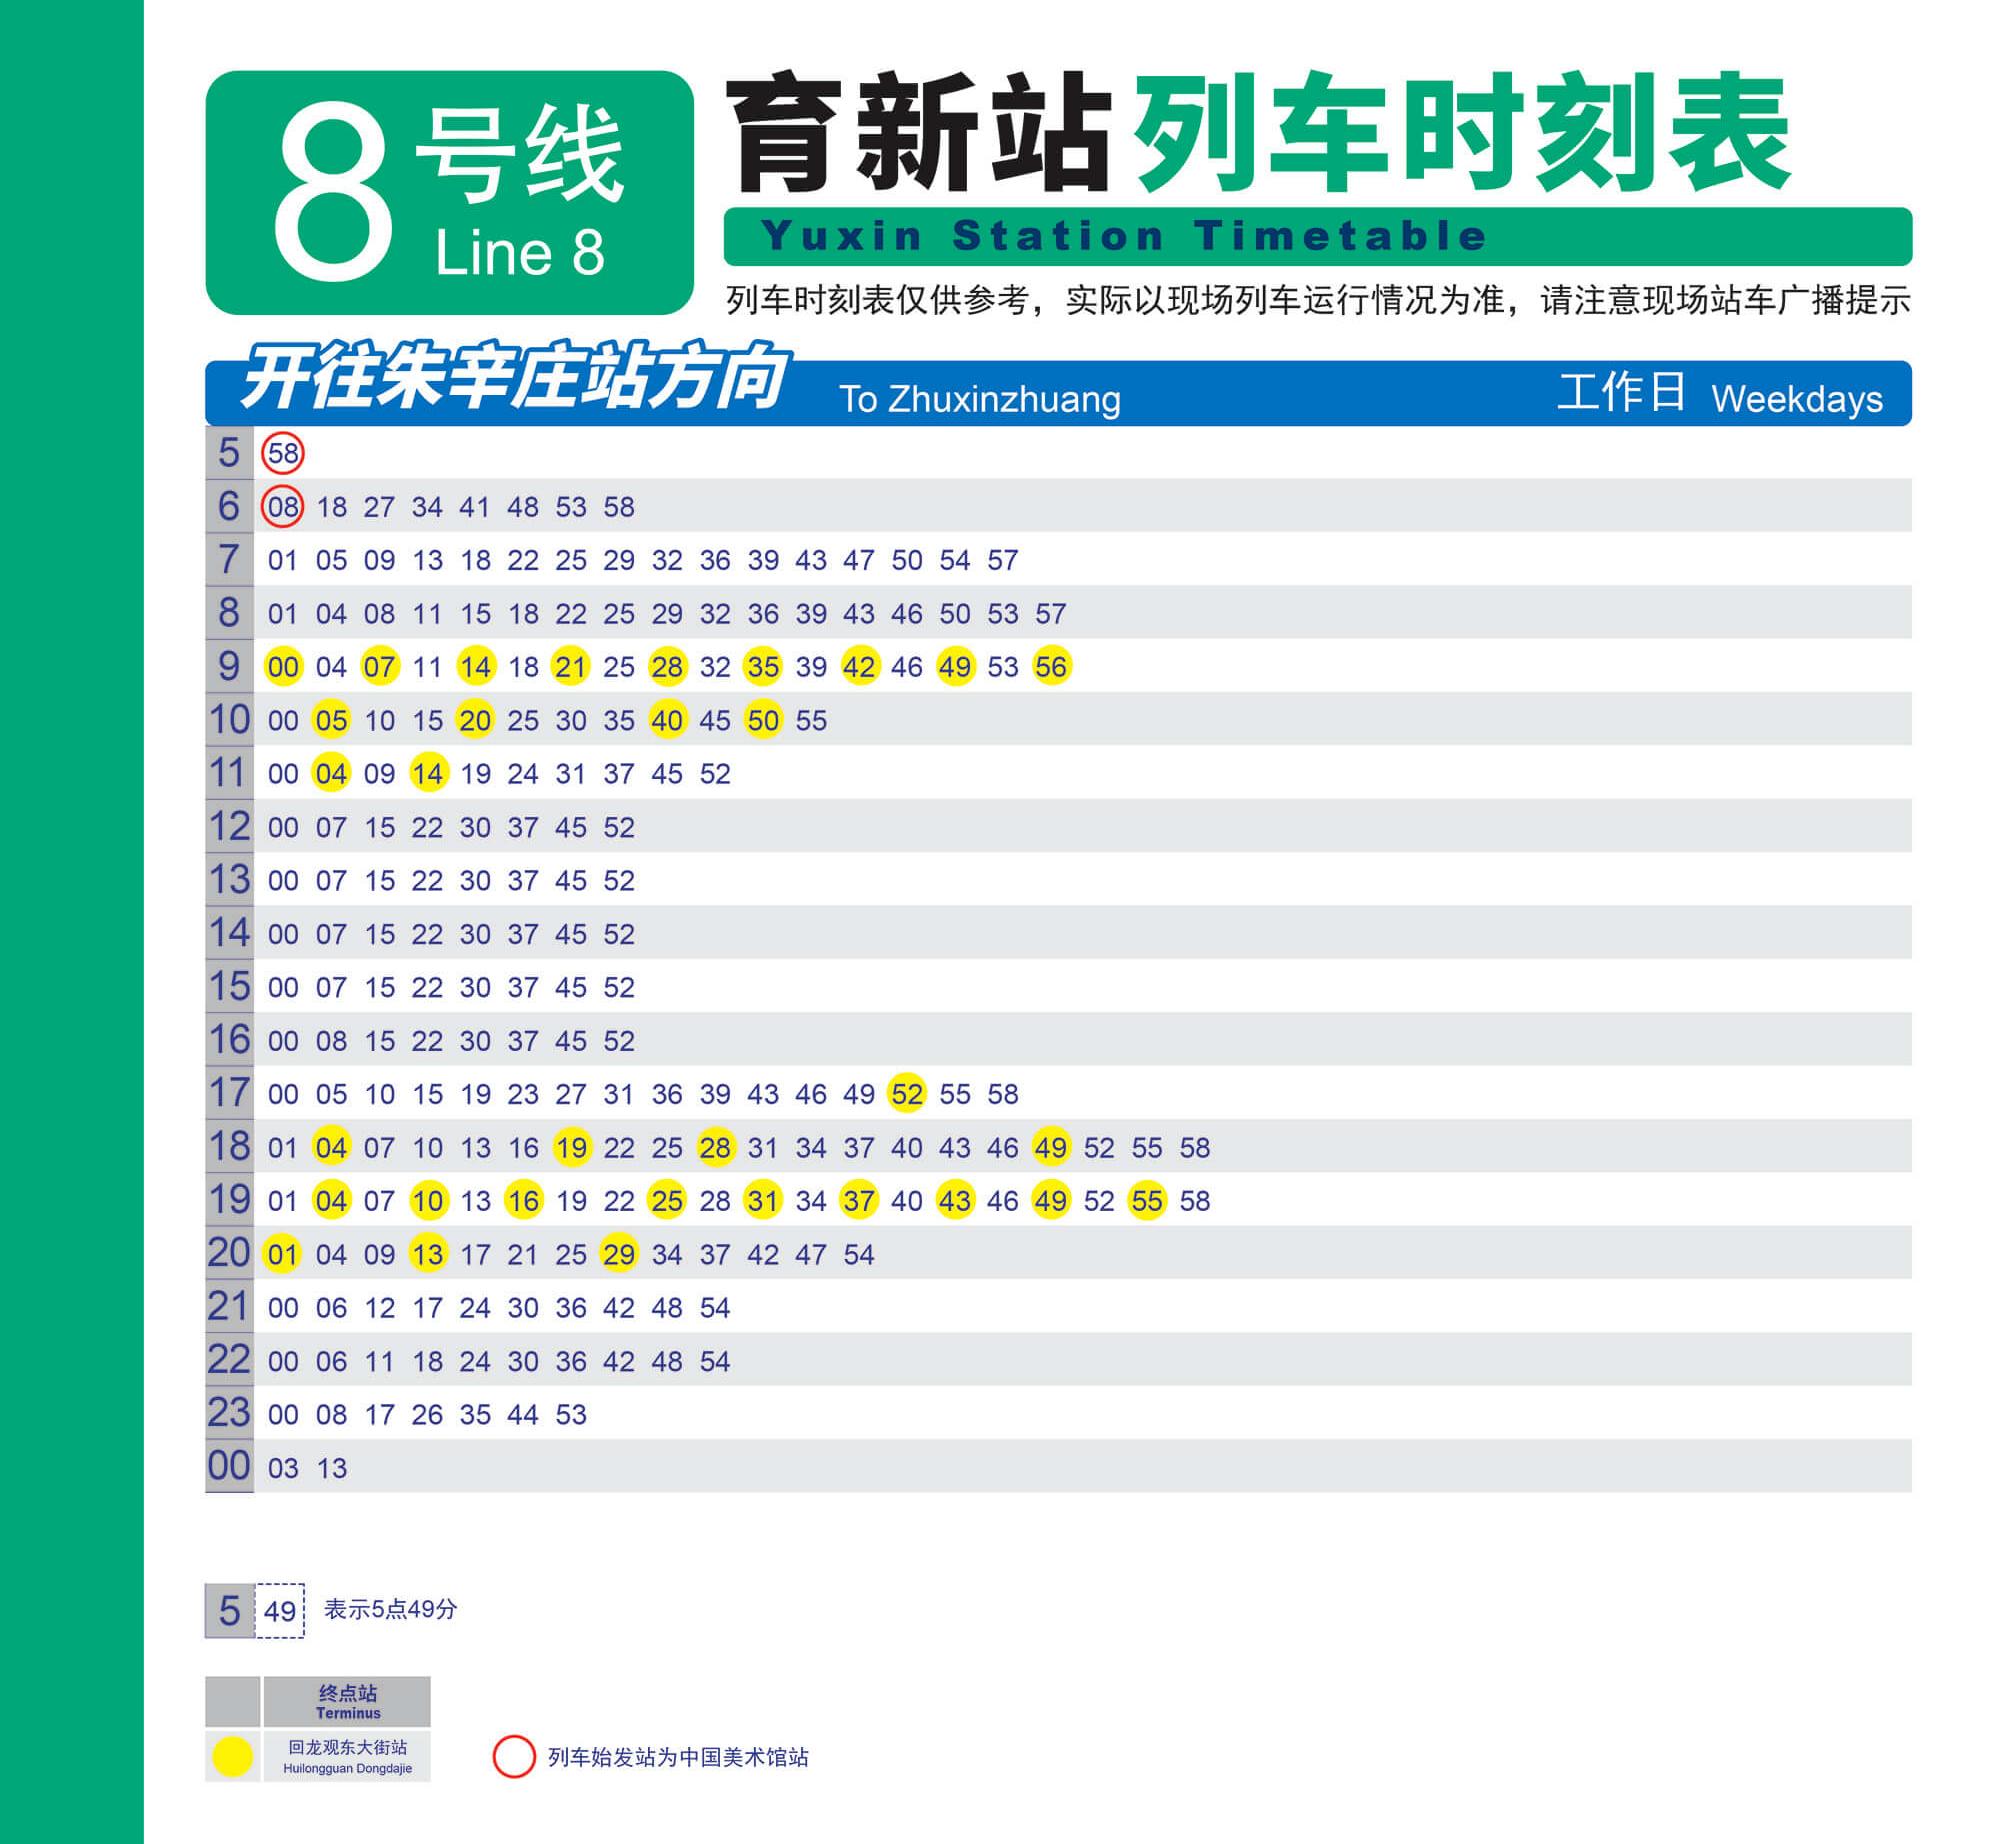 8号线
Line 8
育新站列车时刻表
Yuxin Station Timetable
列车时刻表仅供参考，实际以现场列车运行情况为准，请注意现场站车广播提示
开往朱辛庄站方向 To Zhuxinzhuang 工作日 Weekdays
5 58
6 08 18 27 34 41 48 53 58
7 01 05 09 13 18 22 25 29 32 36 39 43 47 50 54 57
8 01 04 08 11 15 18 22 25 29 32 36 39 43 46 50 53 57
9 00 04 07 11 14 18 21 25 28 32 35 39 42 46 49 53 56
10 00 05 10 15 20 25 30 35 40 45 50 55
11 00 04 09 14 19 24 31 37 45 52
12 00 07 15 22 30 37 45 52
13 00 07 15 22 30 37 45 52
14 00 07 15 22 30 37 45 52
15 00 07 15 22 30 37 45 52
16 00 08 15 22 30 37 45 52
17 00 05 10 15 19 23 27 31 36 39 43 46 49 52 55 58
18 01 04 07 10 13 16 19 22 25 28 31 34 37 40 43 46 49 52 55 58
19 01 04 07 10 13 16 19 22 25 28 31 34 37 40 43 46 49 52 55 58
20 01 04 09 13 17 21 25 29 34 37 42 47 54
21 00 06 12 17 24 30 36 42 48 54
22 00 06 11 18 24 30 36 42 48 54
23 00 08 17 26 35 44 53
00 03 13
5 49 表示5点49分
终点站
Terminus
回龙观东大街站
Huilongguan Dongdajie
列车始发站为中国美术馆站